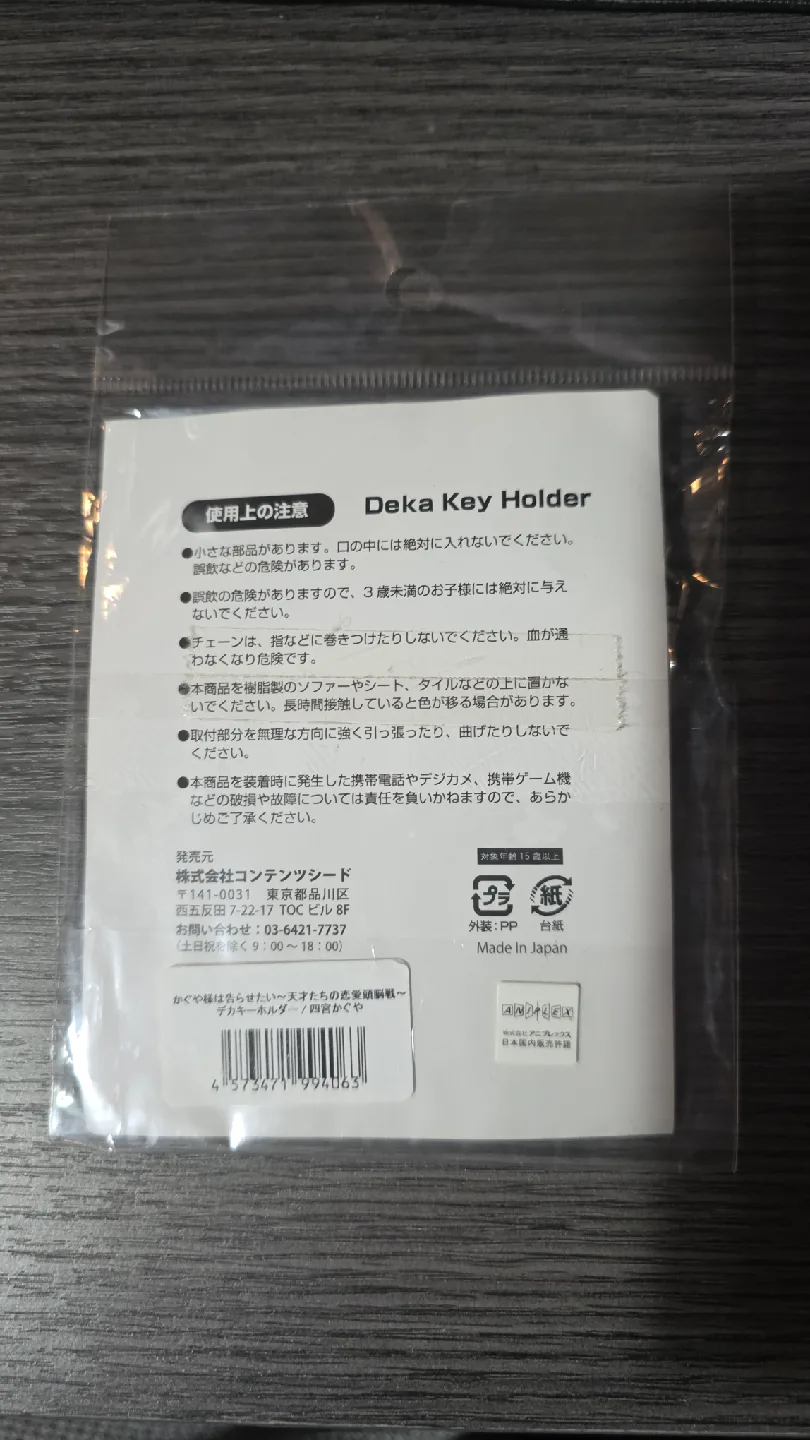 使用上の注意
Deka Key Holder
●小さな部品があります。口の中には絶対に入れないでください。
誤飲などの危険があります。
●誤飲の危険がありますので、3歳未満のお子様には絶対に与え
ないでください。
●チェーンは、指などに巻きつけたりしないでください。血が通
わなくなり危険です。
●本商品を樹脂製のソファーやシート、タイルなどの上に置かな
いでください。長時間接触していると色が移る場合があります。
●取付部分を無理な方向に強く引っ張ったり、曲げたりしないで
ください。
●本商品を装着時に発生した携帯電話やデジカメ、携帯ゲーム機
などの破損や故障については責任を負いかねますので、あらか
じめご了承ください。
発売元
株式会社コンテンツシード
〒141-0031 東京都品川区
西五反田 7-22-17 TOC ビル 8F
お問い合わせ：03-6421-7737
（土日祝を除く 9：00～18：00）
対象年齢 15 歳以上
プラ
紙
外装：PP
台紙
Made In Japan
かぐや様は告らせたい～天才たちの恋愛頭脳戦～
デカキーホルダー / 四宮かぐや
4 573471 994063
ANIPLEX
株式会社アニプレックス
日本国内販売許諾